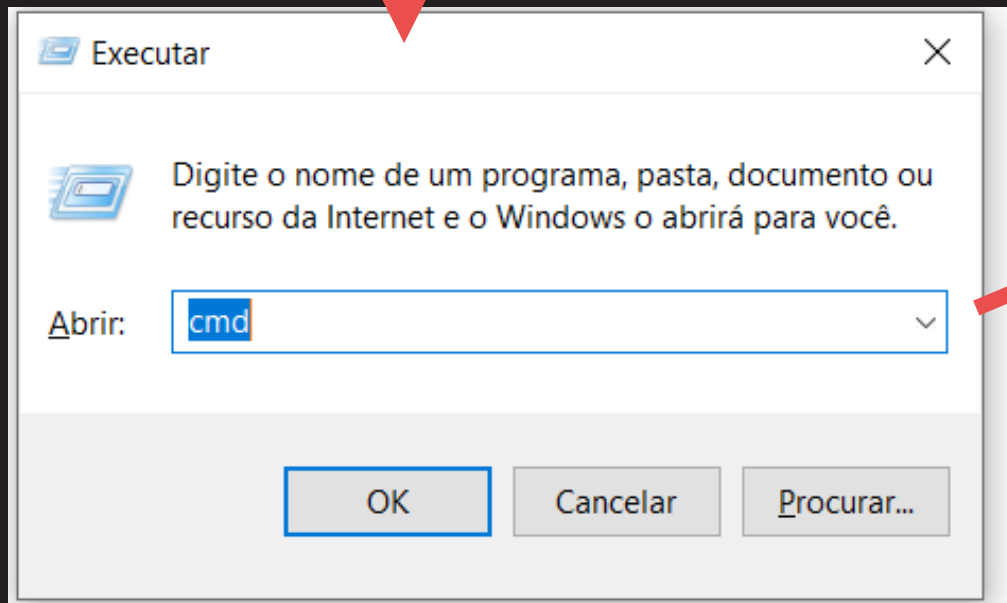 Executar
Digite o nome de um programa, pasta, documento ou
recurso da Internet e o Windows o abrirá para você.
Abrir: cmd
OK Cancelar Procurar...